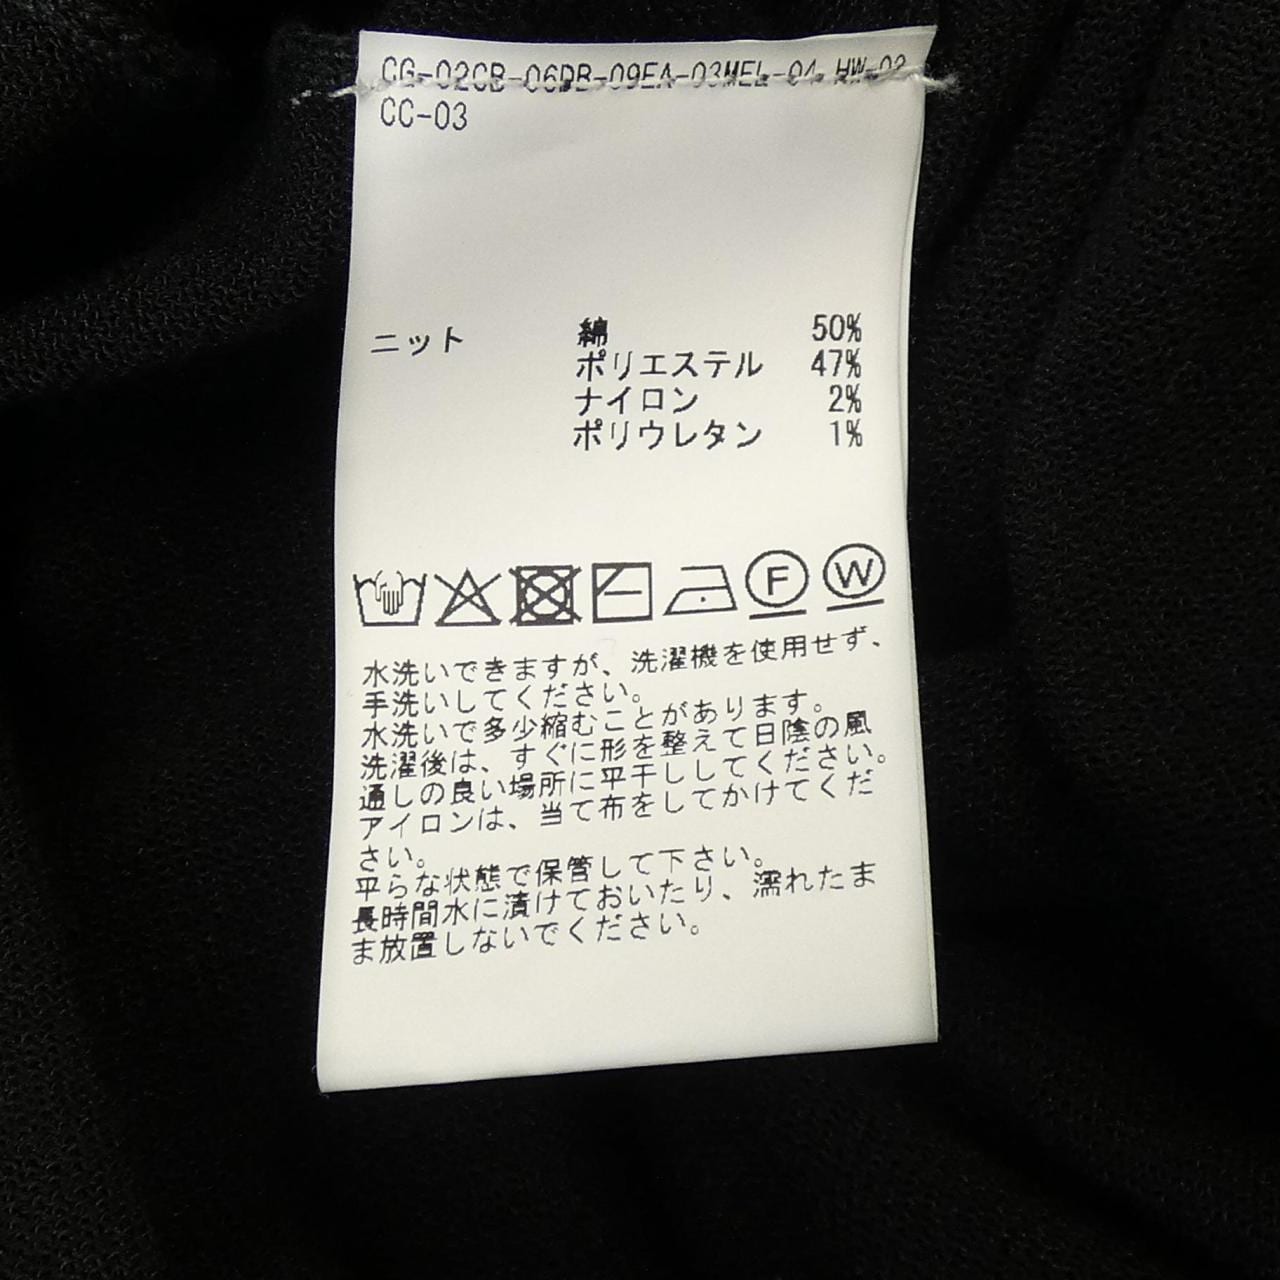 CG-02CB-06DB-09EA-03MEL-04 HW-02
CC-03
ニット 綿 50%
ポリエステル 47%
ナイロン 2%
ポリウレタン 1%
F W
水洗いできますが、洗濯機を使用せず、
手洗いしてください。
水洗いで多少縮むことがあります。
洗濯後は、すぐに形を整えて日陰の風
通しの良い場所に平干ししてください。
アイロンは、当て布をしてかけてくだ
さい。
平らな状態で保管して下さい。
長時間水に漬けておいたり、濡れたま
ま放置しないでください。